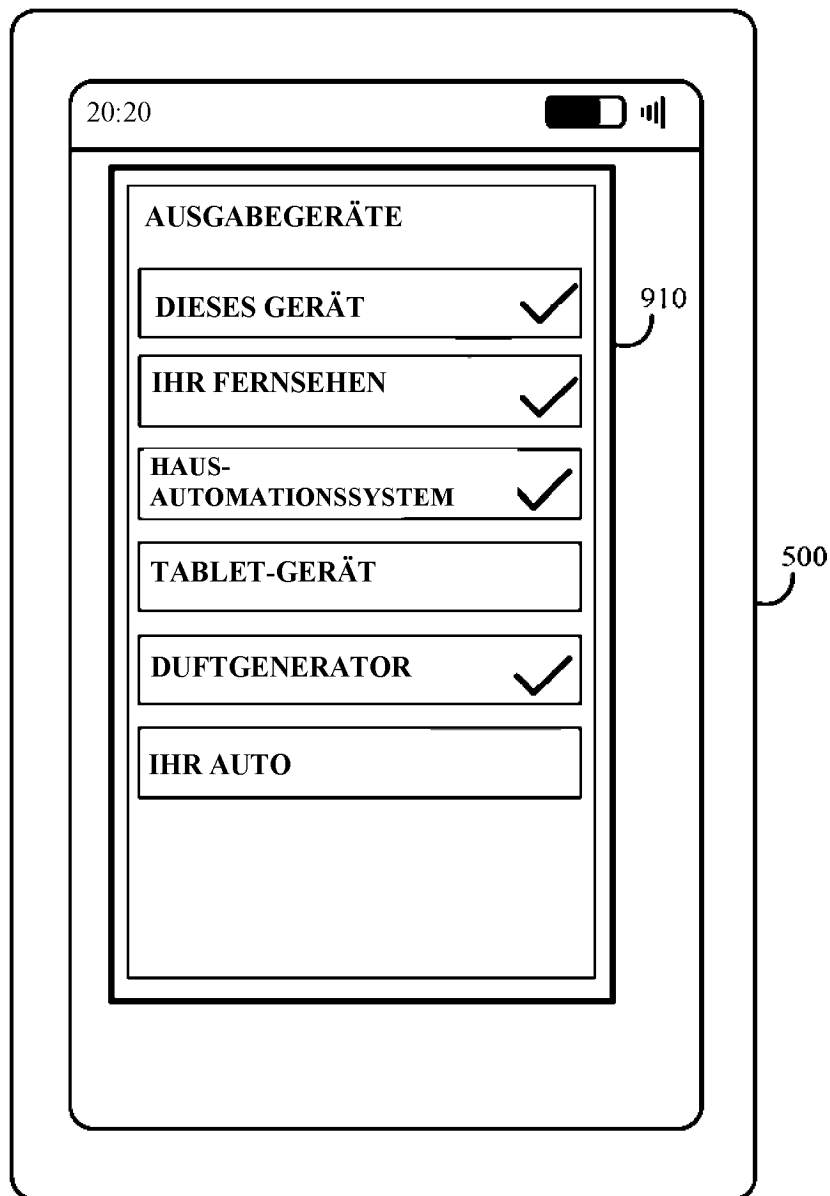 20:20
AUSGABEGERÄTE
DIESES GERÄT
910
IHR FERNSEHEN
HAUS-
AUTOMATIONSSYSTEM
500
TABLET-GERÄT
DUFTGENERATOR
IHR AUTO